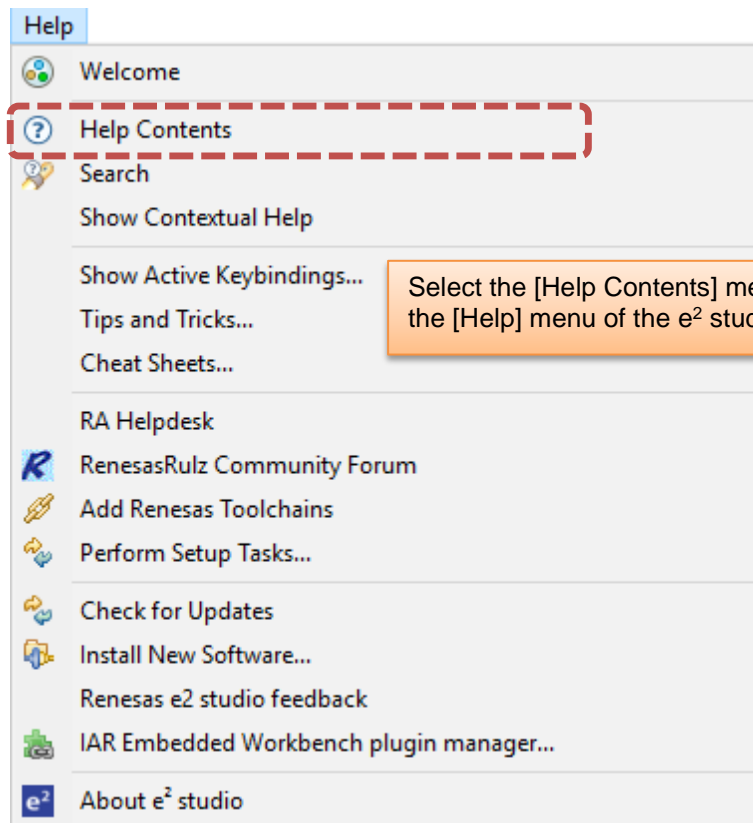 Help
Welcome
Help Contents
Search
Show Contextual Help
Show Active Keybindings...
Select the [Help Contents]
the [Help] menu of the e²
Tips and Tricks...
Cheat Sheets...
RA Helpdesk
R RenesasRulz Community Forum
Add Renesas Toolchains
Perform Setup Tasks...
Check for Updates
Install New Software...
Renesas e2 studio feedback
IAR Embedded Workbench plugin manager...
e² About e² studio